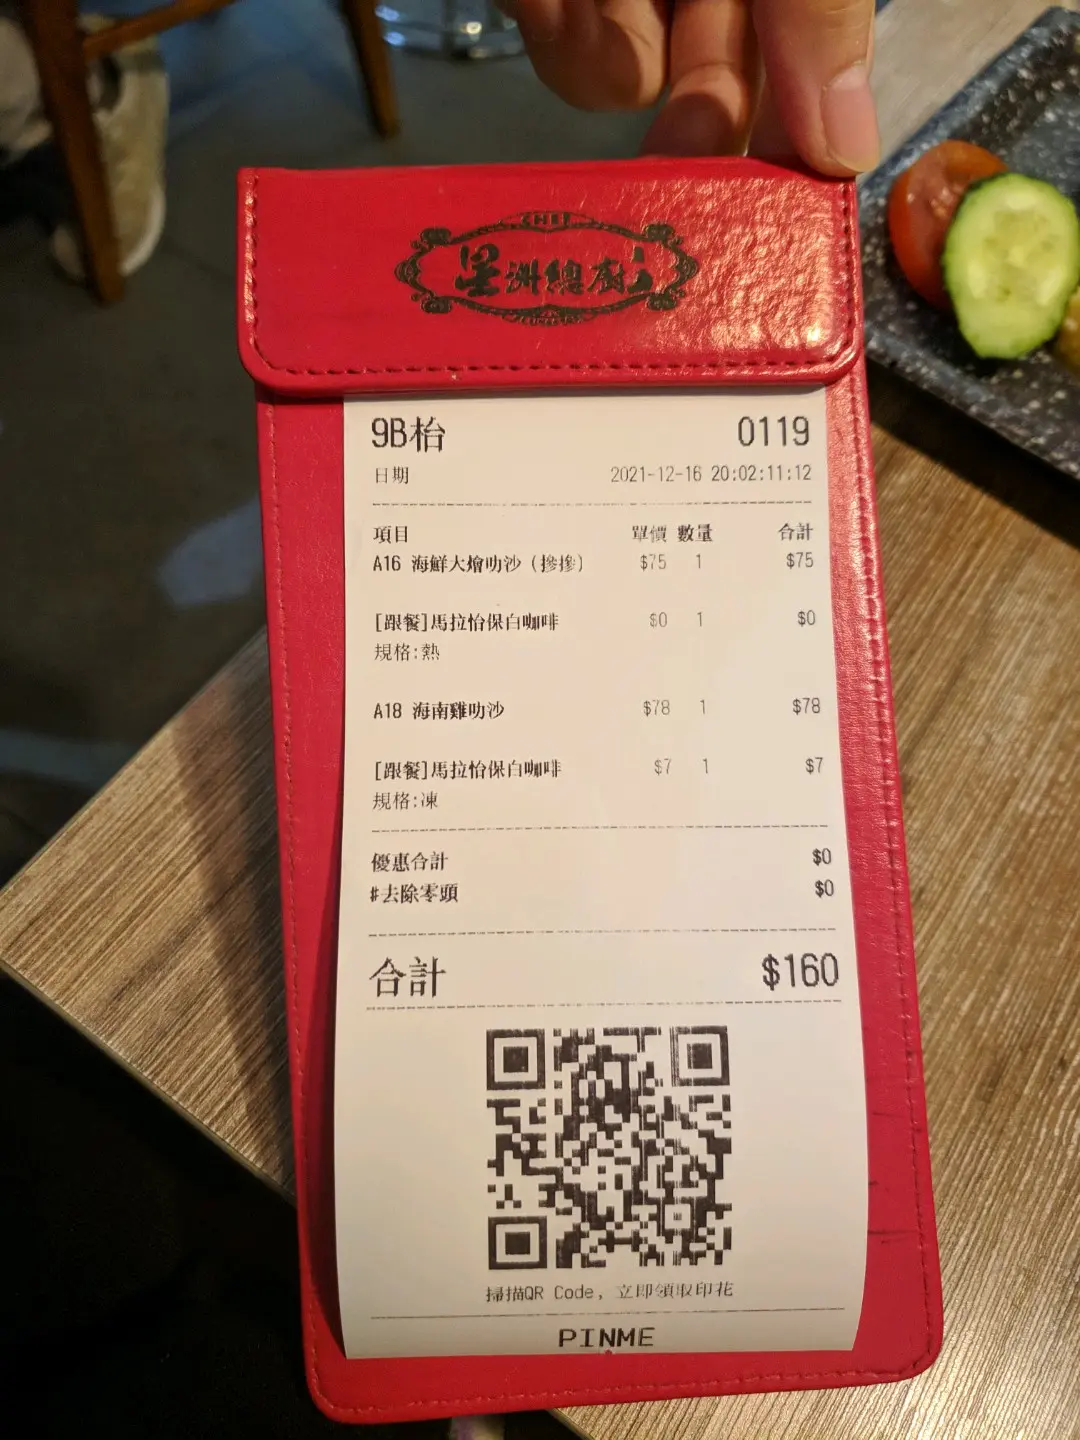 CHEF
星洲總廚
9B枱 0119
日期 2021-12-16 20:02:11:12
項目 單價 數量 合計
A16 海鮮大燴叻沙 (摻摻) $75 1 $75
[跟餐]馬拉怡保白咖啡 $0 1 $0
規格:熱
A18 海南雞叻沙 $78 1 $78
[跟餐]馬拉怡保白咖啡 $7 1 $7
規格:凍
優惠合計 $0
#去除零頭 $0
合計 $160
掃描QR Code, 立即領取印花
PINME